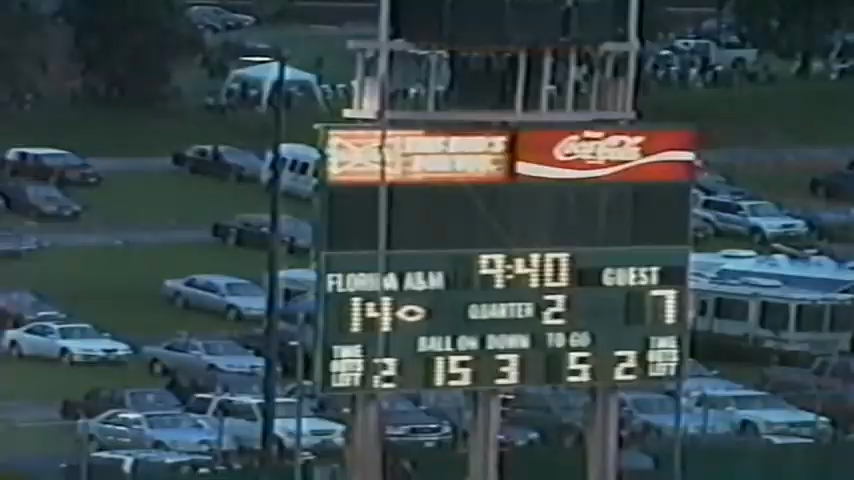 Coca-Cola
FLORIDA A&M 9:40 GUEST
14 QUARTER 2 7
BALL ON DOWN TO GO
TIME OUTS LEFT 2 15 3 5 2 TIME OUTS LEFT